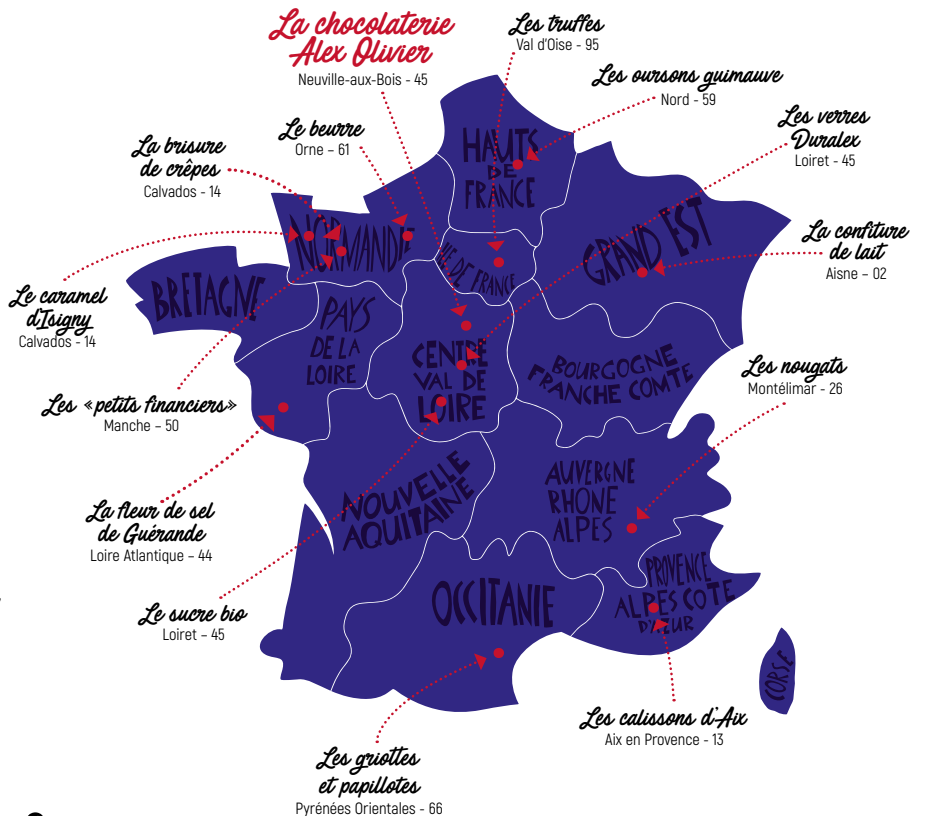 La chocolaterie
Alex Olivier
Neuville-aux-Bois - 45
Les truffes
Val d'Oise - 95
Les oursons guimauve
Nord - 59
Les verres
Duralex
Loiret - 45
Le beurre
Orne – 61
La brisure
de crêpes
Calvados - 14
La confiture
de lait
Aisne - 02
Le caramel
d'Isigny
Calvados - 14
Les «petits financiers»
Manche – 50
Les nougats
Montélimar - 26
La fleur de sel
de Guérande
Loire Atlantique – 44
Le sucre bio
Loiret – 45
Les calissons d'Aix
Aix en Provence - 13
Les griottes
et papillotes
Pyrénées Orientales - 66
HAUTS
DE
FRANCE
NORMANDIE
ILE DE FRANCE
GRAND EST
BRETAGNE
PAYS
DE LA
LOIRE
CENTRE
VAL DE
LOIRE
BOURGOGNE
FRANCHE COMTE
NOUVELLE
AQUITAINE
AUVERGNE
RHONE
ALPES
OCCITANIE
PROVENCE
ALPES COTE
D'AZUR
CORSE